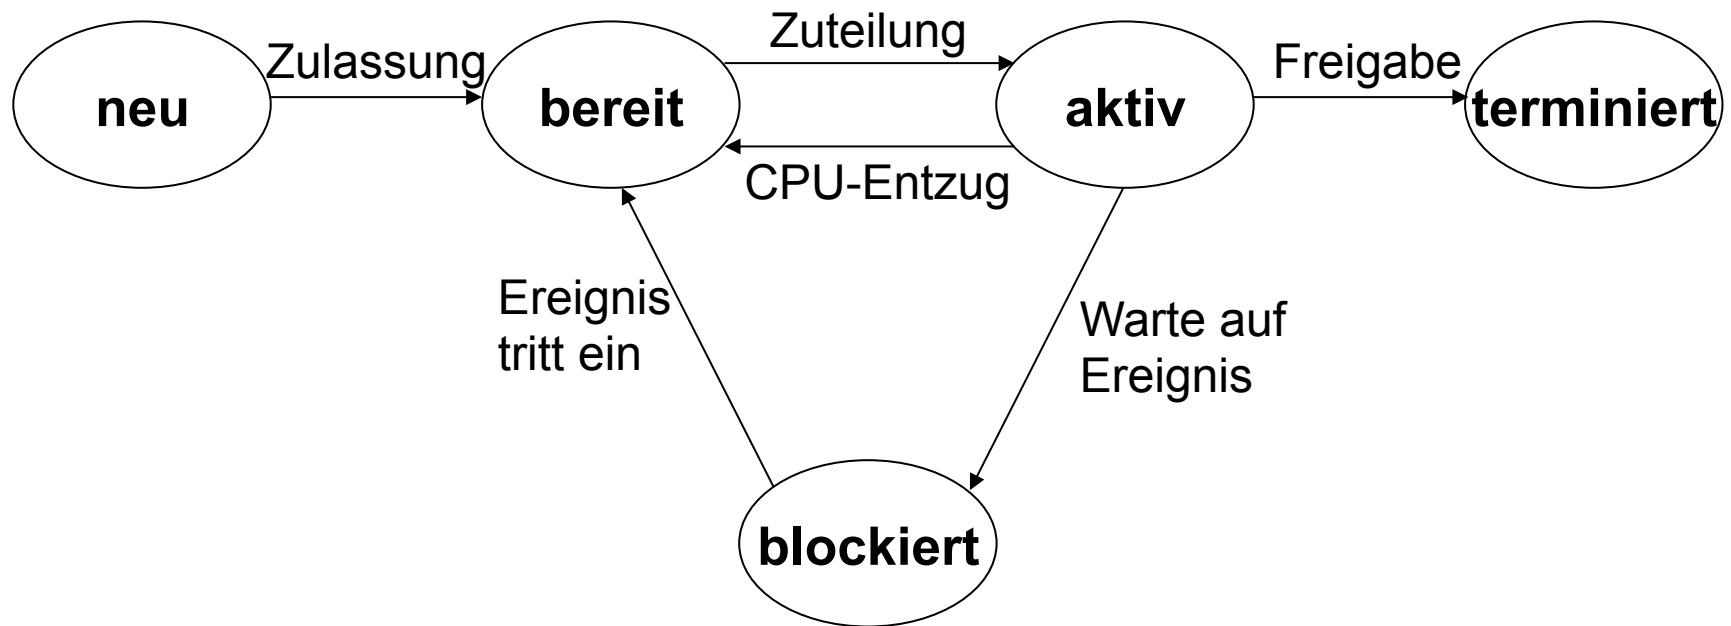 Zulassung
Zuteilung
Freigabe
neu
bereit
aktiv
terminiert
CPU-Entzug
Ereignis
tritt ein
Warte auf
Ereignis
blockiert